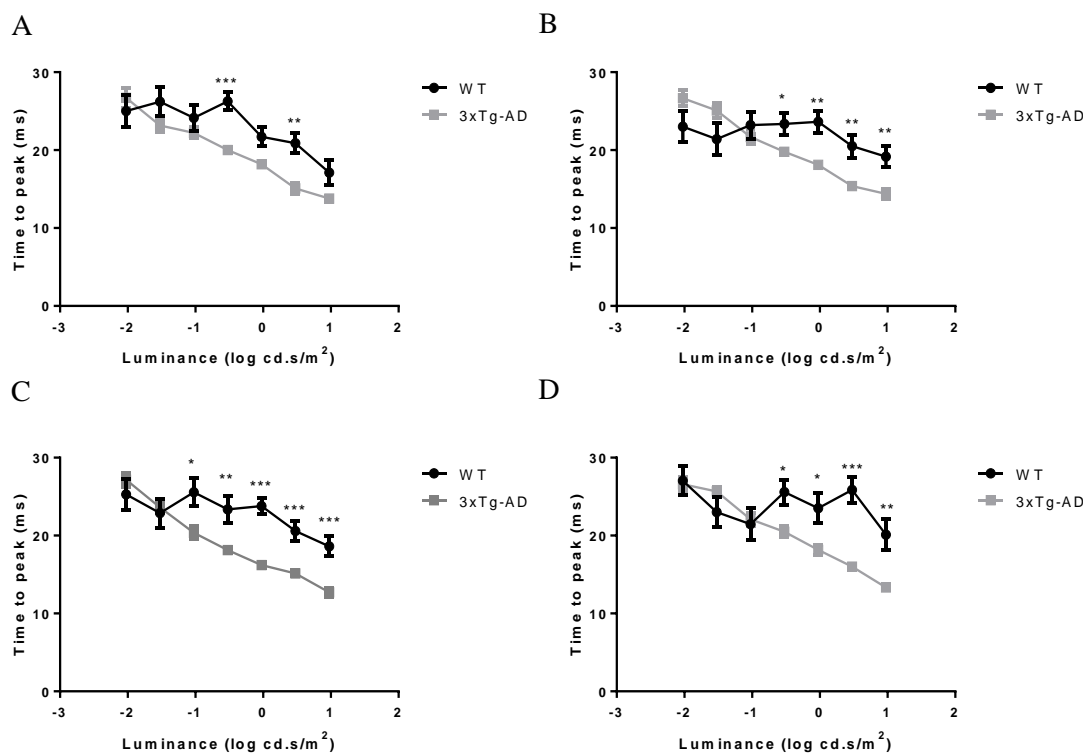 A
30
20
10
0
Time to peak (ms)
*** **
WT
3xTg-AD
-3 -2 -1 0 1 2
Luminance (log cd.s/m²)
B
30
20
10
0
Time to peak (ms)
* ** ** **
WT
3xTg-AD
-3 -2 -1 0 1 2
Luminance (log cd.s/m²)
C
30
20
10
0
Time to peak (ms)
* ** *** *** ***
WT
3xTg-AD
-3 -2 -1 0 1 2
Luminance (log cd.s/m²)
D
30
20
10
0
Time to peak (ms)
* * *** **
WT
3xTg-AD
-3 -2 -1 0 1 2
Luminance (log cd.s/m²)